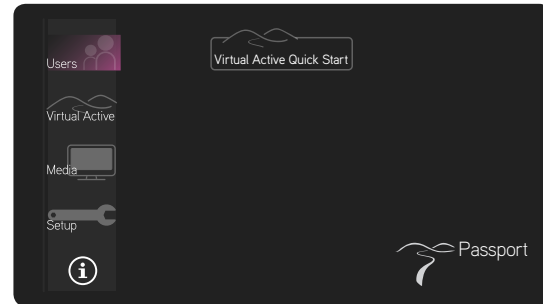 Users
Virtual Active Quick Start
Virtual Active
Media
Setup
i
Passport